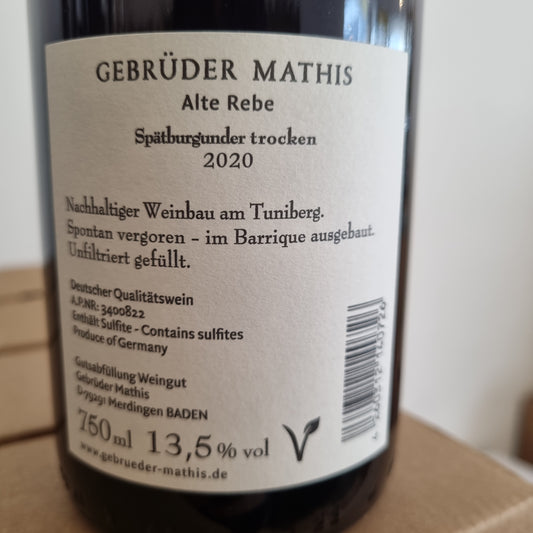 GEBRÜDER MATHIS
Alte Rebe
Spätburgunder trocken
2020
Nachhaltiger Weinbau am Tuniberg.
Spontan vergoren – im Barrique ausgebaut.
Unfiltriert gefüllt.
Deutscher Qualitätswein
A.P.NR: 3400822
Enthält Sulfite - Contains sulfites
Produce of Germany
Gutsabfüllung Weingut
Gebrüder Mathis
D-79291 Merdingen BADEN
750ml 13,5% vol
www.gebrueder-mathis.de